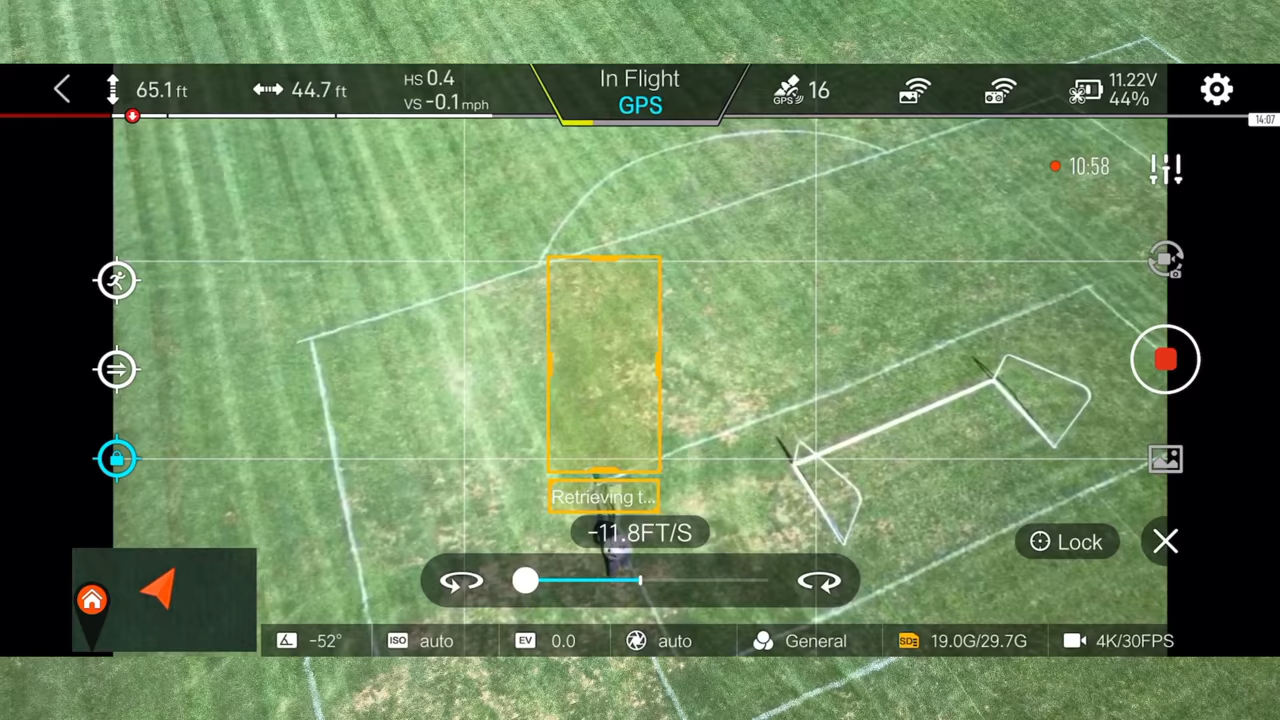 65.1 ft
44.7 ft
HS 0.4
VS -0.1 mph
In Flight
GPS
GPS
16
11.22V
44%
14:07
10:58
Retrieving t...
-11.8FT/S
Lock
-52°
ISO auto
EV 0.0
auto
General
SD 19.0G/29.7G
4K/30FPS